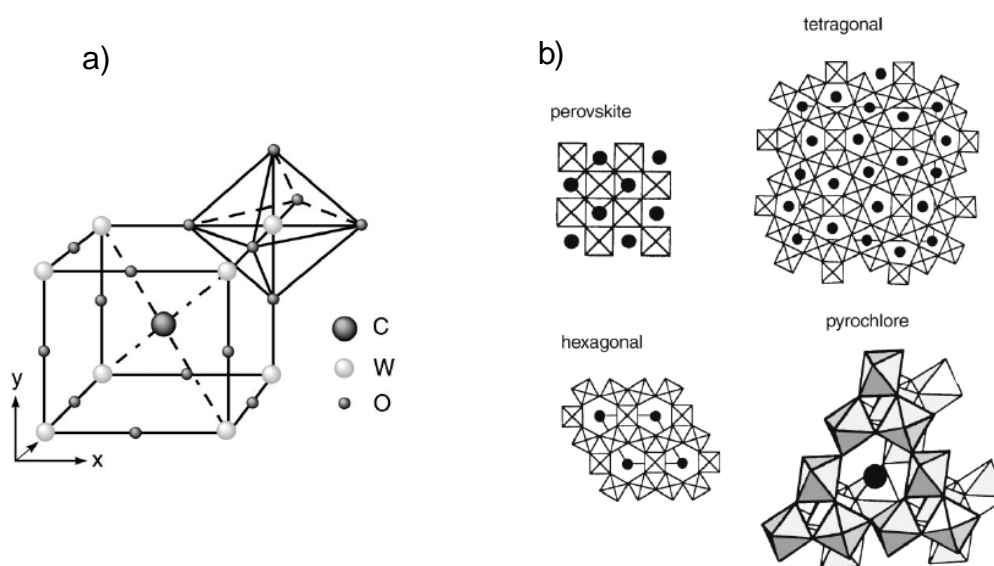 a)
C
W
O
y
x
b)
tetragonal
perovskite
hexagonal
pyrochlore